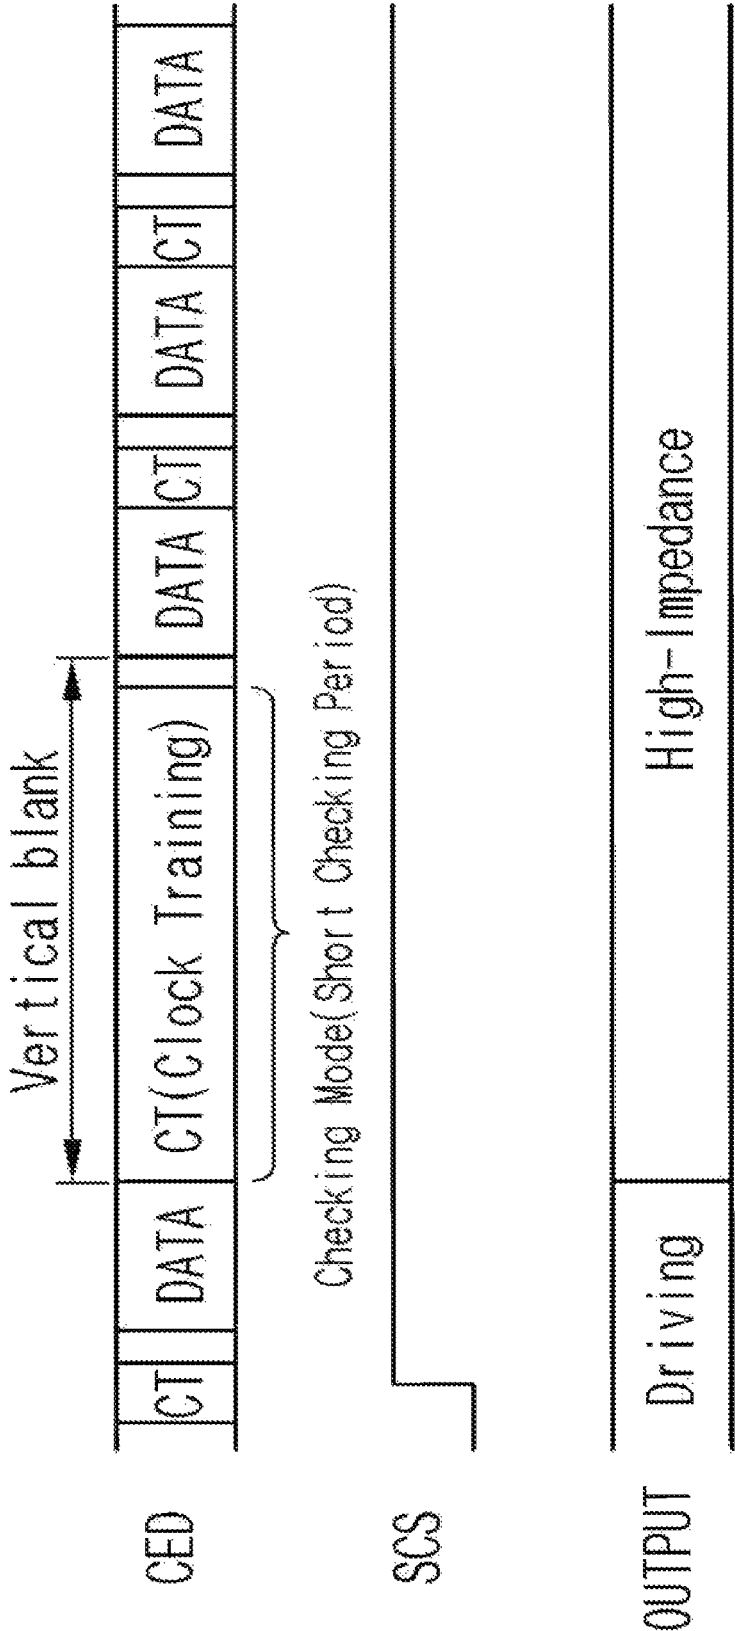 Vertical blank
CED
CT
DATA
CT(Clock Training)
DATA
CT
DATA
CT
DATA
Checking Mode(Short Checking Period)
SCS
OUTPUT
Driving
High-Impedance